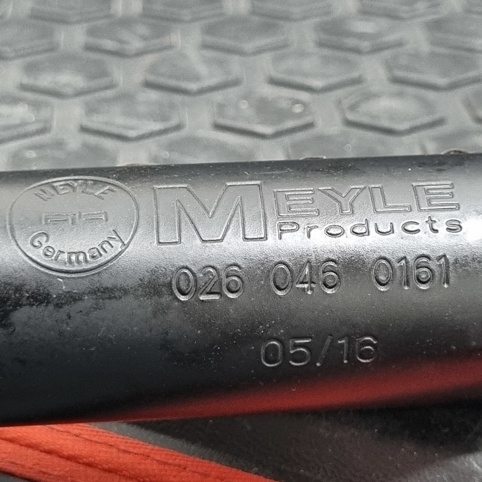 MEYLE
Germany
MEYLE
Products
026 046 0161
05/16